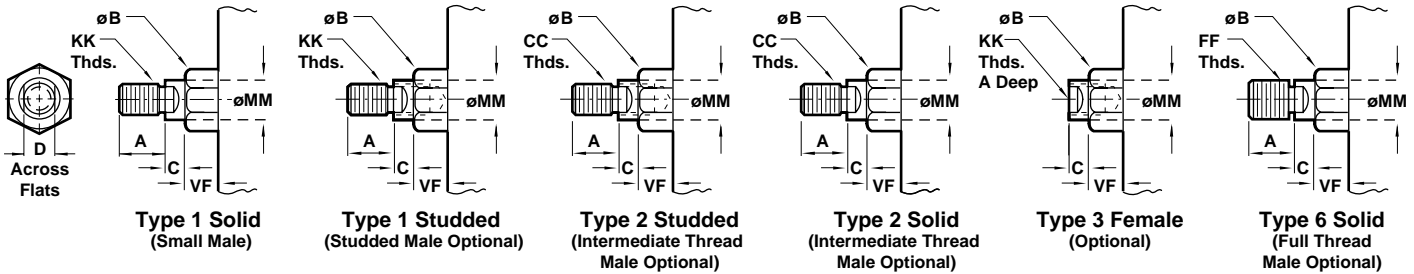 D
Across
Flats
øB
KK
Thds.
øMM
A
C
VF
Type 1 Solid
(Small Male)
øB
KK
Thds.
øMM
A
C
VF
Type 1 Studded
(Studded Male Optional)
øB
CC
Thds.
øMM
A
C
VF
Type 2 Studded
(Intermediate Thread
Male Optional)
øB
CC
Thds.
øMM
A
C
VF
Type 2 Solid
(Intermediate Thread
Male Optional)
øB
KK
Thds.
A Deep
øMM
C
VF
Type 3 Female
(Optional)
øB
FF
Thds.
øMM
A
C
VF
Type 6 Solid
(Full Thread
Male Optional)